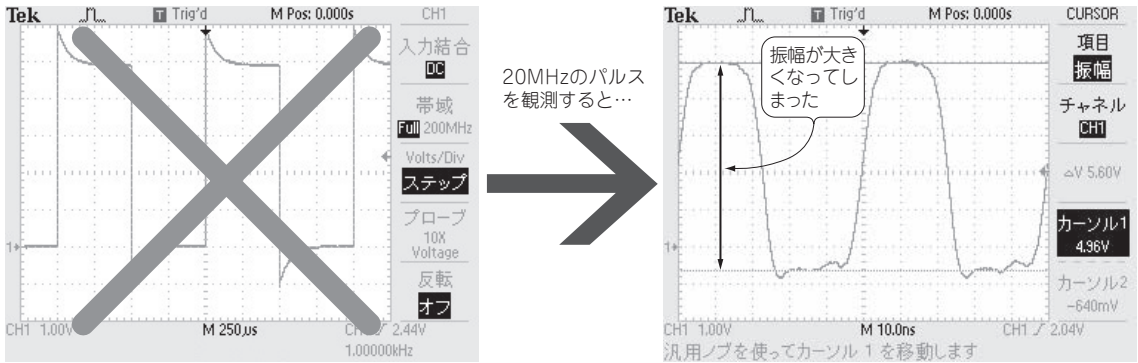 Tek T Trig'd M Pos: 0.000s CH1
入力結合
DC
帯域
Full 200MHz
Volts/Div
ステップ
プローブ
10X
Voltage
反転
オフ
1
CH1 1.00V M 250µs CH1 2.44V
1.00000kHz
20MHzのパルス
を観測すると…
Tek T Trig'd M Pos: 0.000s CURSOR
項目
振幅
チャネル
CH1
△V 5.60V
カーソル1
4.96V
カーソル2
-640mV
振幅が大き
くなってし
まった
1
CH1 1.00V M 10.0ns CH1 2.04V
汎用ノブを使ってカーソル 1 を移動します